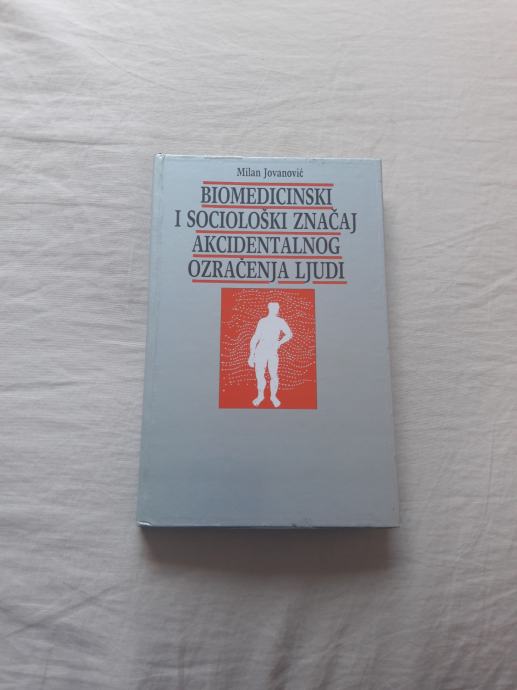 Milan Jovanović
BIOMEDICINSKI
I SOCIOLOŠKI ZNAČAJ
AKCIDENTALNOG
OZRAČENJA LJUDI